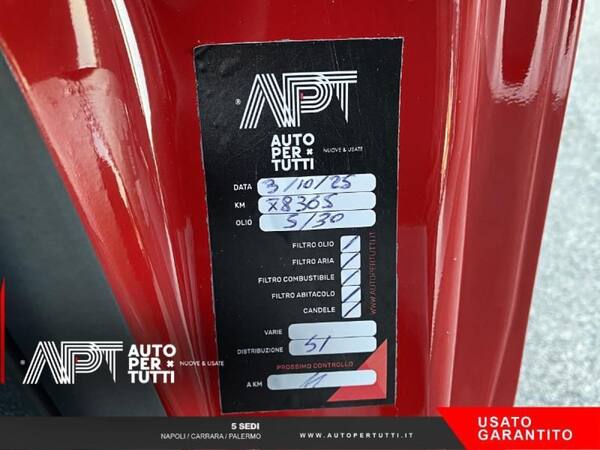 APT
AUTO
PER
TUTTI
NUOVE & USATE
DATA 3/10/25
KM
OLIO 5/30
FILTRO OLIO
FILTRO ARIA
FILTRO COMBUSTIBILE
FILTRO ABITACOLO
CANDELE
WWW.AUTOPERTUTTI.IT
VARIE
DISTRIBUZIONE SI
PROSSIMO CONTROLLO
A KM
APT
AUTO
PER
TUTTI
NUOVE & USATE
5 SEDI
NAPOLI / CARRARA / PALERMO
WWW.AUTOPERTUTTI.IT
USATO
GARANTITO